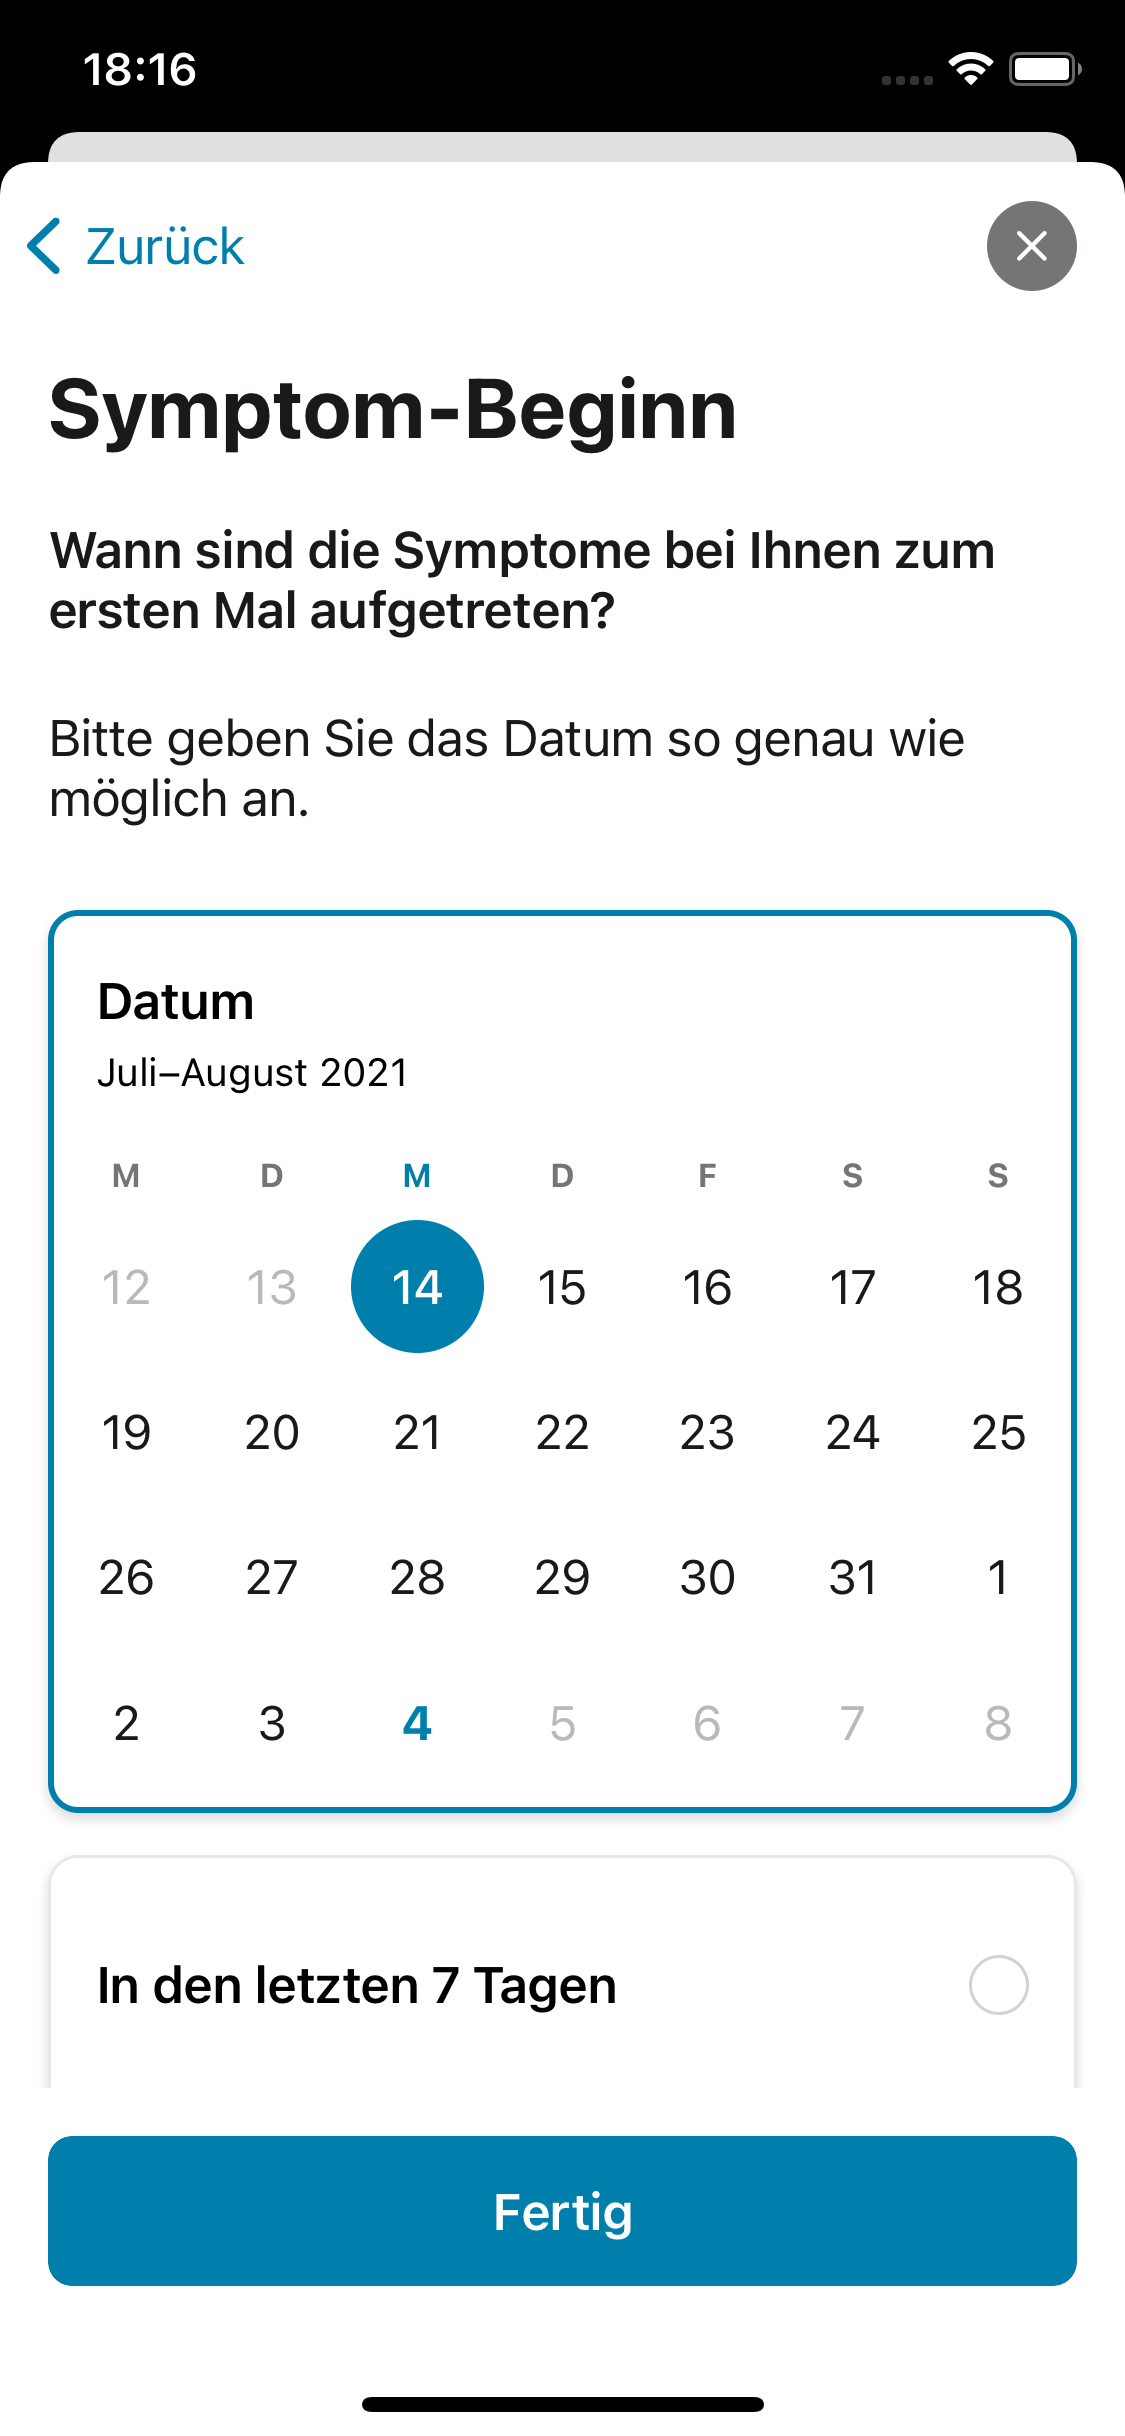 18:16
Zurück
Symptom-Beginn
Wann sind die Symptome bei Ihnen zum
ersten Mal aufgetreten?
Bitte geben Sie das Datum so genau wie
möglich an.
Datum
Juli–August 2021
M D M D F S S
12 13 14 15 16 17 18
19 20 21 22 23 24 25
26 27 28 29 30 31 1
2 3 4 5 6 7 8
In den letzten 7 Tagen
Fertig